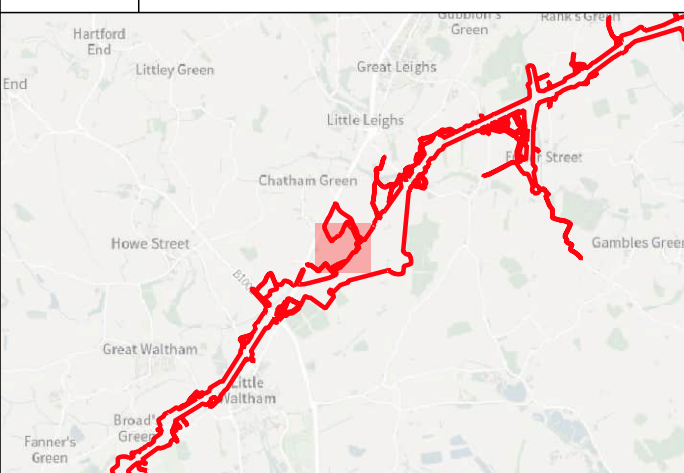 Gubbion's
Green
Rank's Green
Hartford
End
Littley Green
Great Leighs
End
Little Leighs
Street
Chatham Green
Howe Street
Gambles Green
B100
Great Waltham
Little
Waltham
Broad's
Green
Fanner's
Green